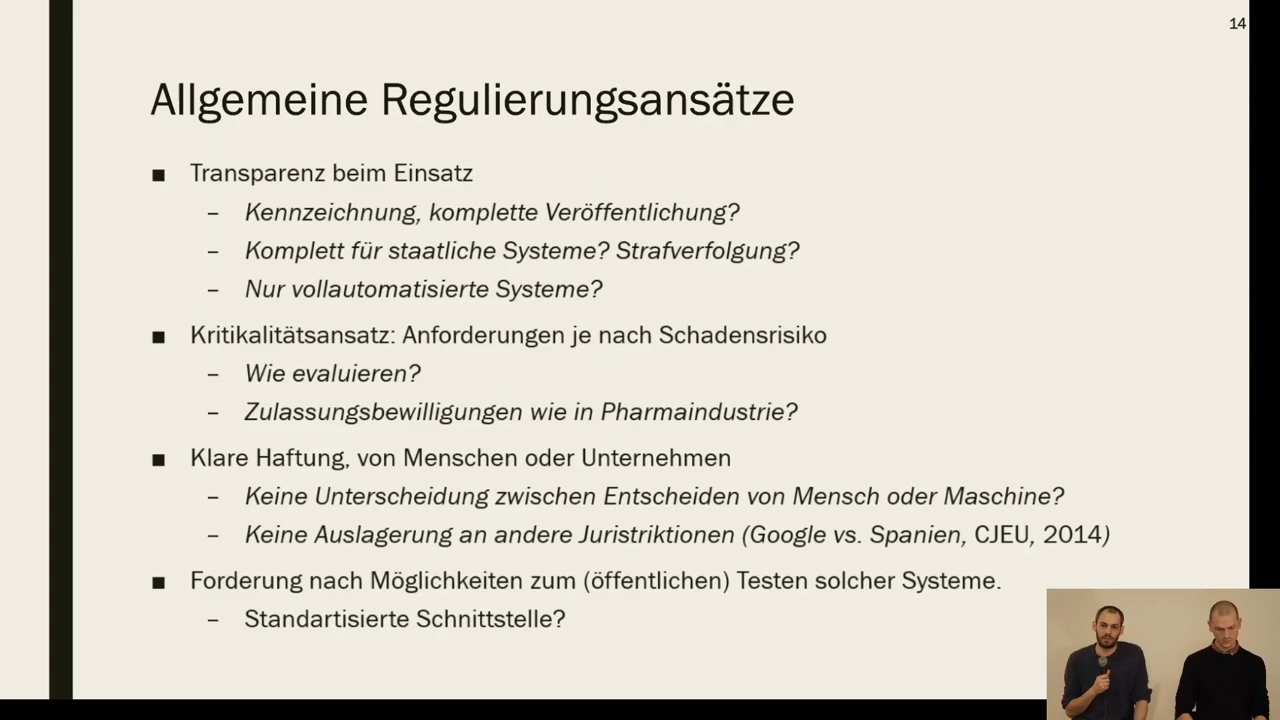 14
Allgemeine Regulierungsansätze
■ Transparenz beim Einsatz
– Kennzeichnung, komplette Veröffentlichung?
– Komplett für staatliche Systeme? Strafverfolgung?
– Nur vollautomatisierte Systeme?
■ Kritikalitätsansatz: Anforderungen je nach Schadensrisiko
– Wie evaluieren?
– Zulassungsbewilligungen wie in Pharmaindustrie?
■ Klare Haftung, von Menschen oder Unternehmen
– Keine Unterscheidung zwischen Entscheiden von Mensch oder Maschine?
– Keine Auslagerung an andere Juristriktionen (Google vs. Spanien, CJEU, 2014)
■ Forderung nach Möglichkeiten zum (öffentlichen) Testen solcher Systeme.
– Standartisierte Schnittstelle?